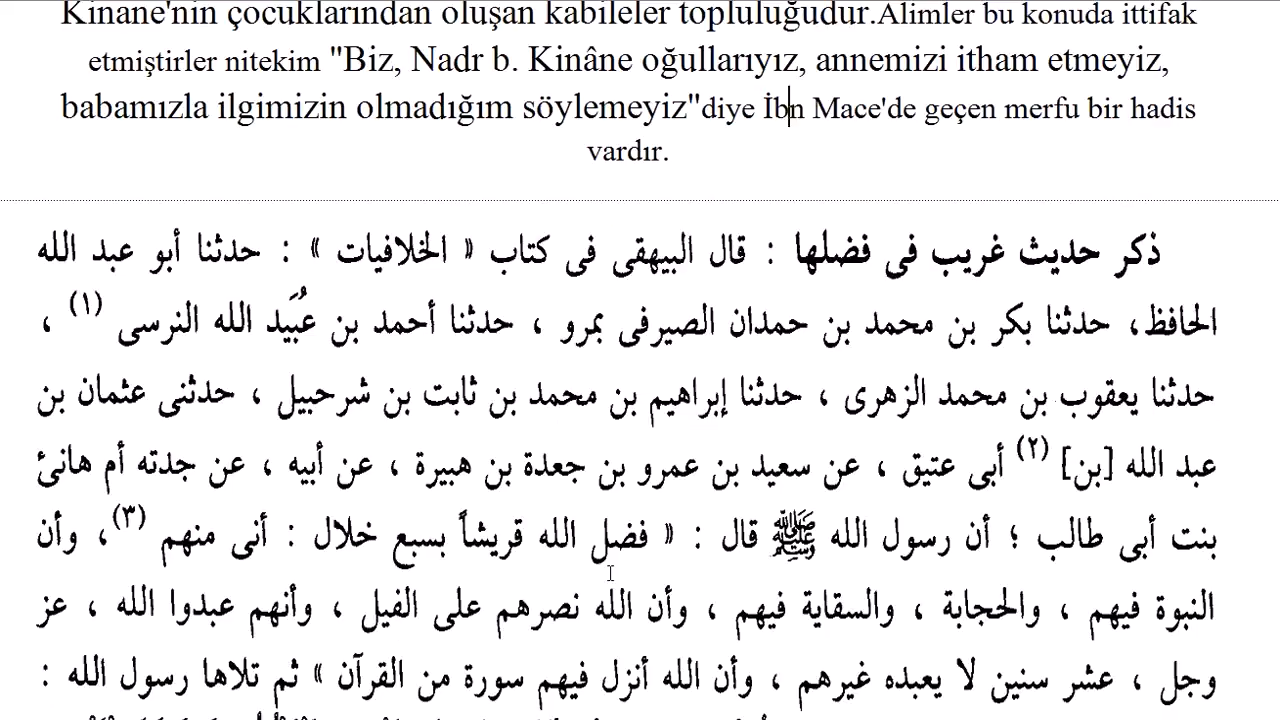 Kinane'nin çocuklarından oluşan kabileler topluluğudur.Alimler bu konuda ittifak
etmiştirler nitekim "Biz, Nadr b. Kinâne oğullarıyız, annemizi itham etmeyiz,
babamızla ilgimizin olmadığım söylemeyiz"diye İbn Mace'de geçen merfu bir hadis
vardır.
ذكر حديث غريب فى فضلها : قال البيهقى فى كتاب « الخلافيات » : حدثنا أبو عبد الله
الحافظ، حدثنا بكر بن محمد بن حمدان الصيرفى بمرو ، حدثنا أحمد بن عُبَيد الله النرسى (١) ،
حدثنا يعقوب بن محمد الزهرى ، حدثنا إبراهيم بن محمد بن ثابت بن شرحبيل ، حدثنى عثمان بن
عبد الله [بن] (٢) أبى عتيق ، عن سعيد بن عمرو بن جعدة بن هبيرة ، عن أبيه ، عن جدته أم هانئ
بنت أبى طالب ؛ أن رسول الله ﷺ قال : « فضل الله قريشاً بسبع خلال : أنى منهم (٣)، وأن
النبوة فيهم ، والحجابة ، والسقاية فيهم ، وأن الله نصرهم على الفيل ، وأنهم عبدوا الله ، عز
وجل ، عشر سنين لا يعبده غيرهم ، وأن الله أنزل فيهم سورة من القرآن » ثم تلاها رسول الله :